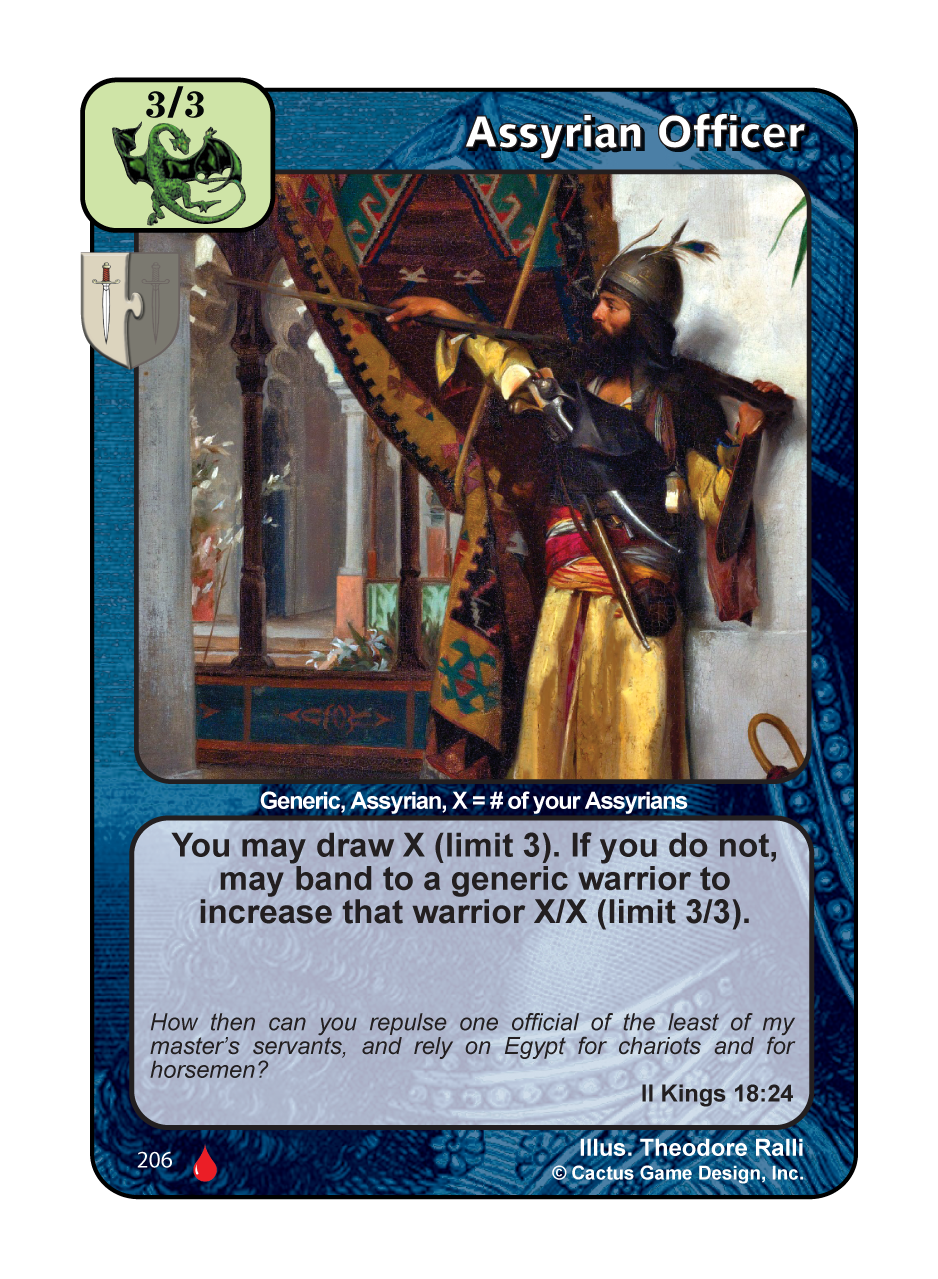 3/3
Assyrian Officer
Generic, Assyrian, X = # of your Assyrians
You may draw X (limit 3). If you do not,
may band to a generic warrior to
increase that warrior X/X (limit 3/3).
How then can you repulse one official of the least of my
master's servants, and rely on Egypt for chariots and for
horsemen?
II Kings 18:24
Illus. Theodore Ralli
206
© Cactus Game Design, Inc.